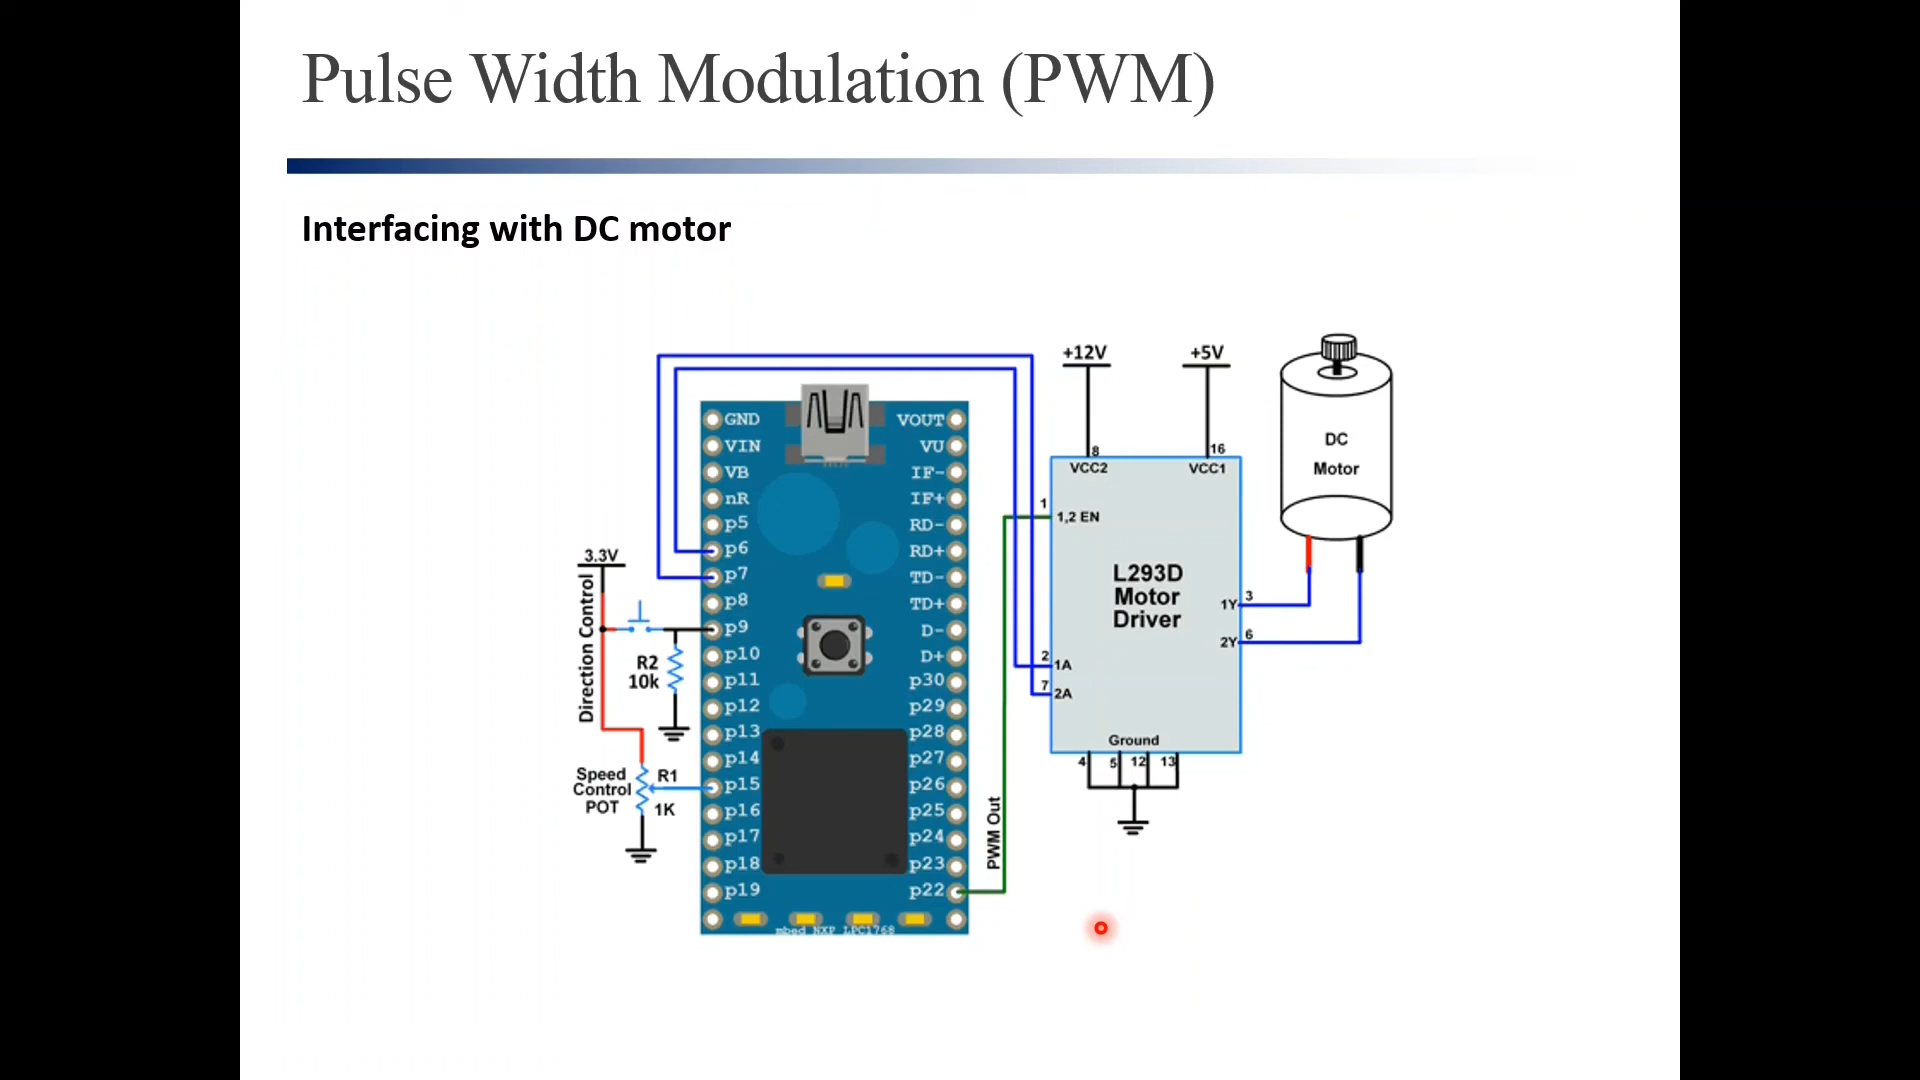 Pulse Width Modulation (PWM)
Interfacing with DC motor
+12V
+5V
DC
Motor
GND
VIN
VB
nR
p5
p6
p7
p8
p9
p10
p11
p12
p13
p14
p15
p16
p17
p18
p19
VOUT
VU
IF-
IF+
RD-
RD+
TD-
TD+
D-
D+
p30
p29
p28
p27
p26
p25
p24
p23
p22
mbed NXP LPC1768
3.3V
Direction Control
R2
10k
Speed
Control
POT
R1
1K
PWM Out
8
VCC2
16
VCC1
1
1,2 EN
L293D
Motor
Driver
1Y
3
2Y
6
2
1A
7
2A
Ground
4
5
12
13